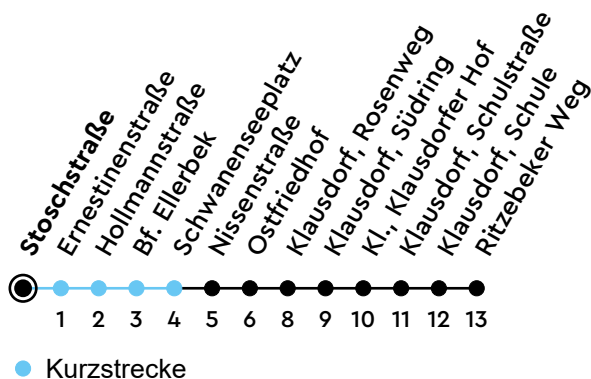 Stoschstraße
Ernestinenstraße
Hollmannstraße
Bf. Ellerbek
Schwanenseeplatz
Nissenstraße
Ostfriedhof
Klausdorf, Rosenweg
Klausdorf, Südring
Kl., Klausdorfer Hof
Klausdorf, Schulstraße
Klausdorf, Schule
Ritzebeker Weg
1 2 3 4 5 6 8 9 10 11 12 13
Kurzstrecke